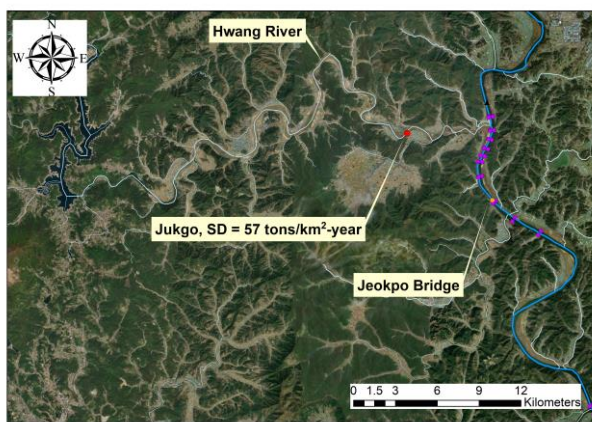 N
W E
S
Hwang River
Jukgo, SD = 57 tons/km²-year
Jeokpo Bridge
0 1.5 3 6 9 12
Kilometers